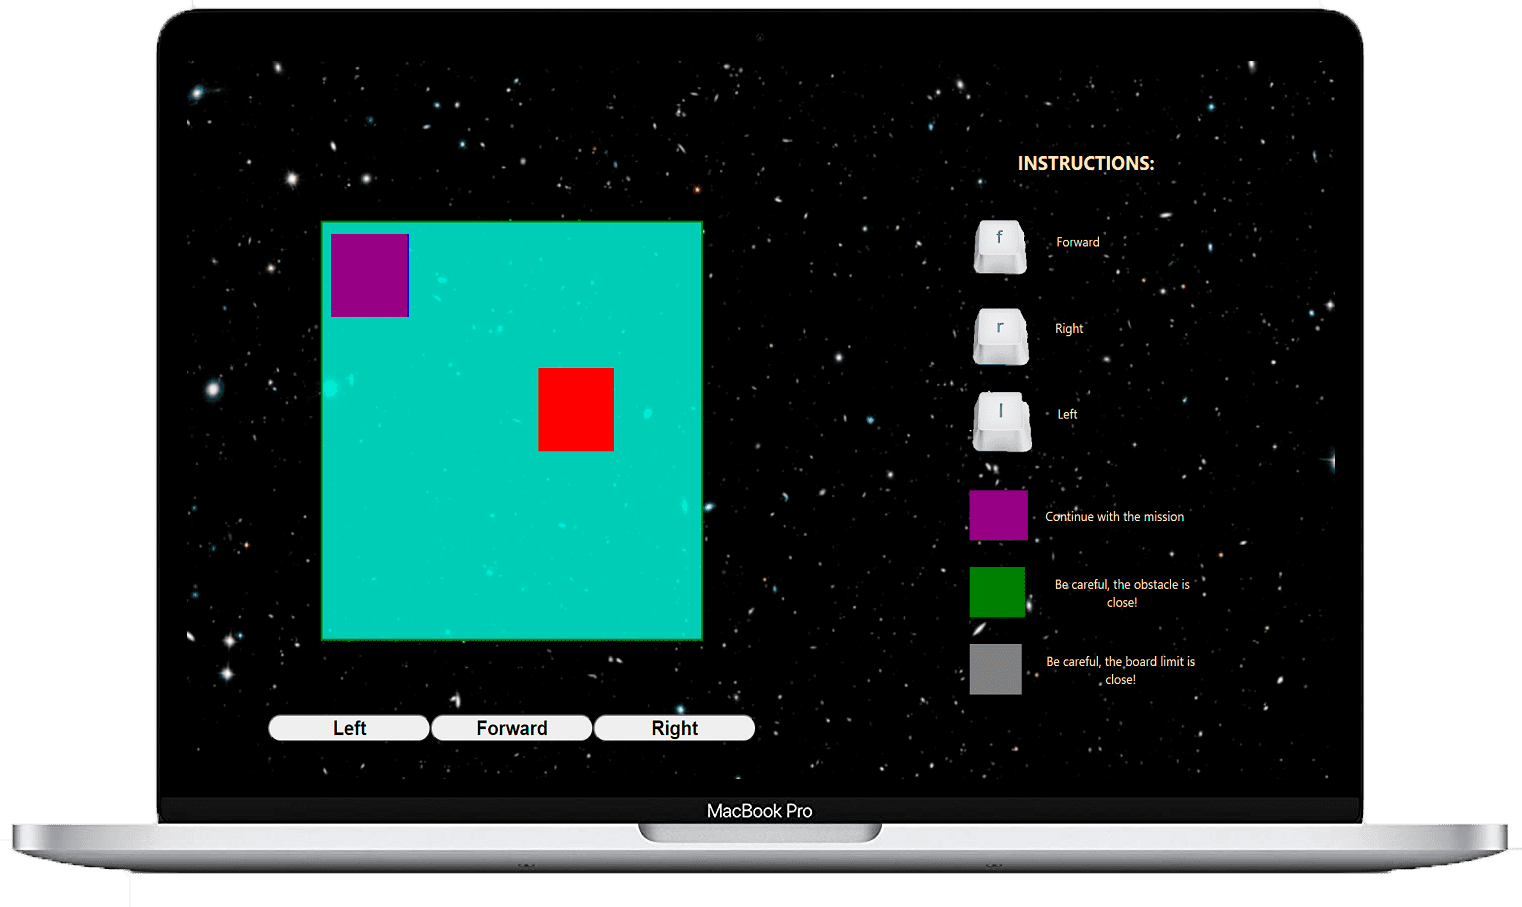 INSTRUCTIONS:
f
Forward
r
Right
l
Left
Continue with the mission
Be careful, the obstacle is
close!
Be careful, the board limit is
close!
Left
Forward
Right
MacBook Pro